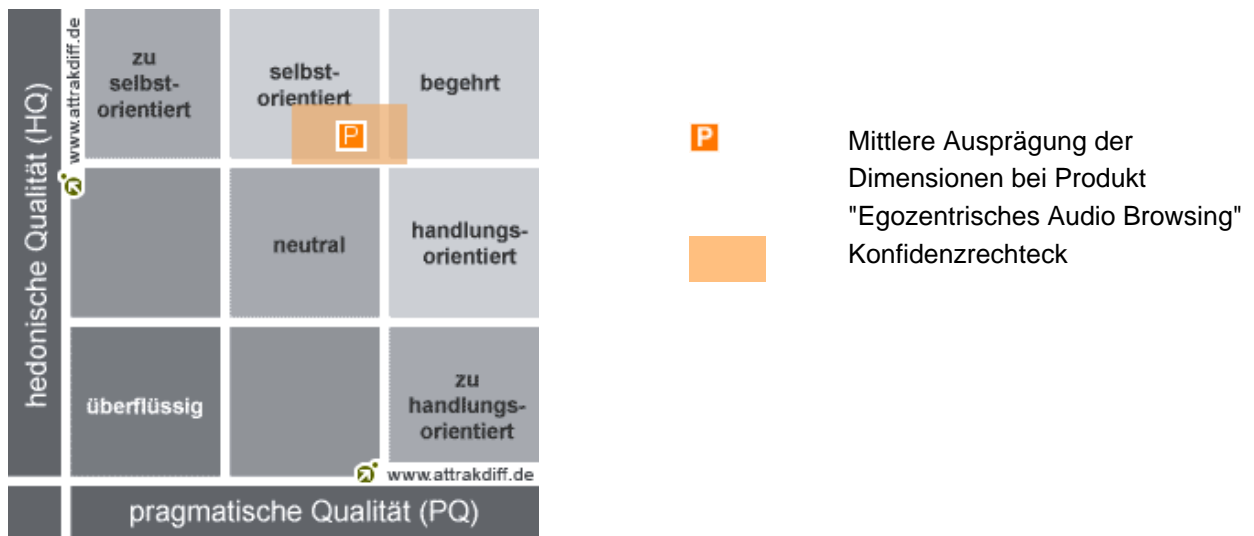 hedonische Qualität (HQ)
www.attrakdiff.de
zu
selbst-
orientiert
selbst-
orientiert
begehrt
P
neutral
handlungs-
orientiert
überflüssig
zu
handlungs-
orientiert
www.attrakdiff.de
pragmatische Qualität (PQ)
P
Mittlere Ausprägung der
Dimensionen bei Produkt
"Egozentrisches Audio Browsing"
Konfidenzrechteck